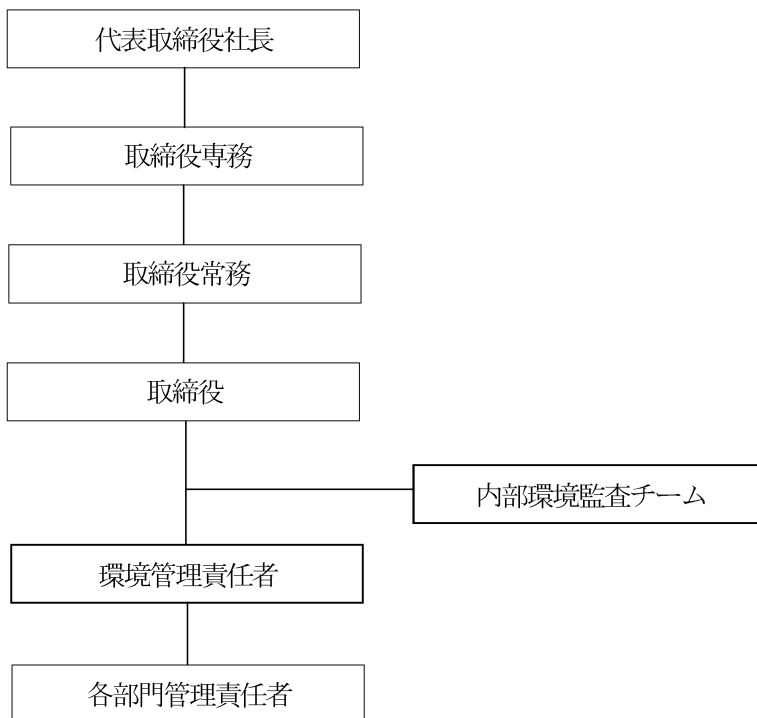 代表取締役社長
取締役専務
取締役常務
取締役
内部環境監査チーム
環境管理責任者
各部門管理責任者